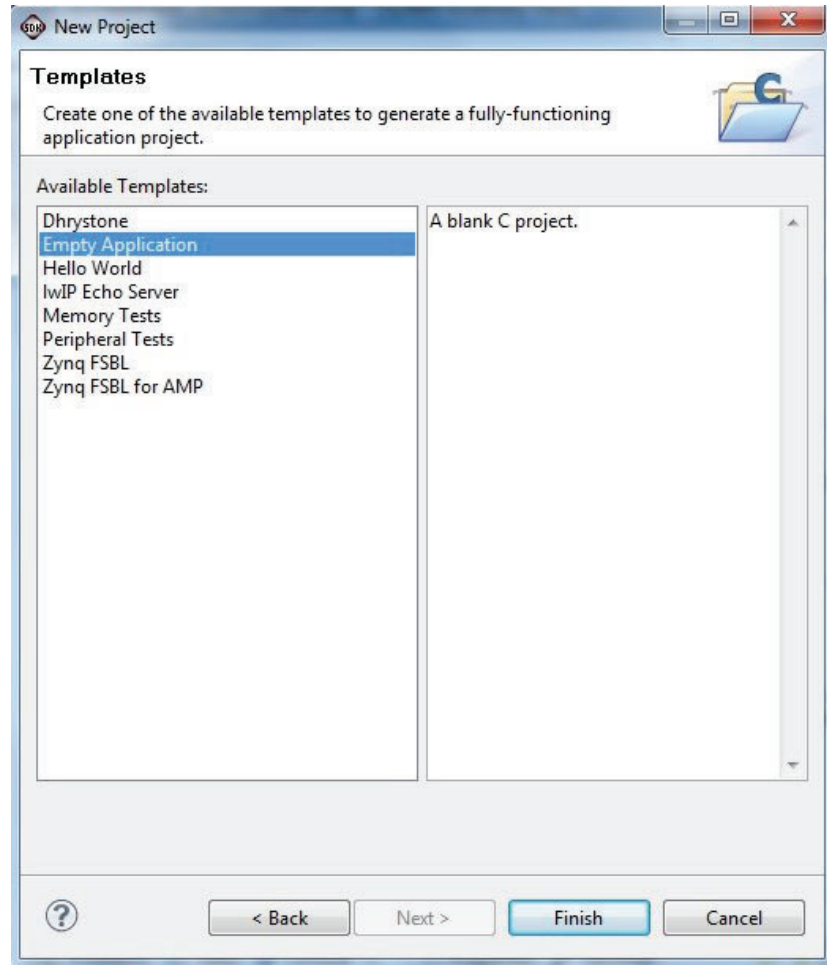 SDK New Project
Templates
Create one of the available templates to generate a fully-functioning
application project.
C
Available Templates:
Dhrystone
Empty Application
Hello World
lwIP Echo Server
Memory Tests
Peripheral Tests
Zynq FSBL
Zynq FSBL for AMP
A blank C project.
?
< Back Next > Finish Cancel